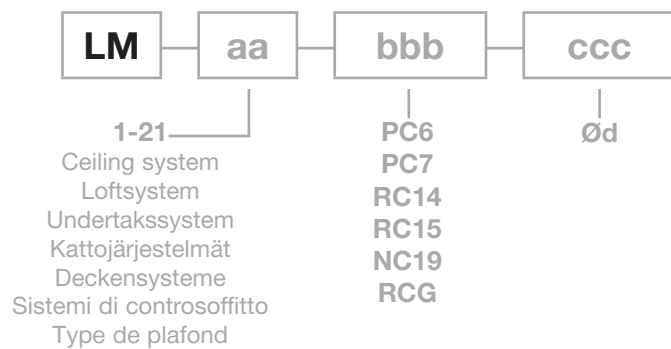 LM aa bbb ccc
1-21
Ceiling system
Loftsystem
Undertakssystem
Kattojärjestelmät
Deckensysteme
Sistemi di controsoffitto
Type de plafond
PC6
PC7
RC14
RC15
NC19
RCG
Ød